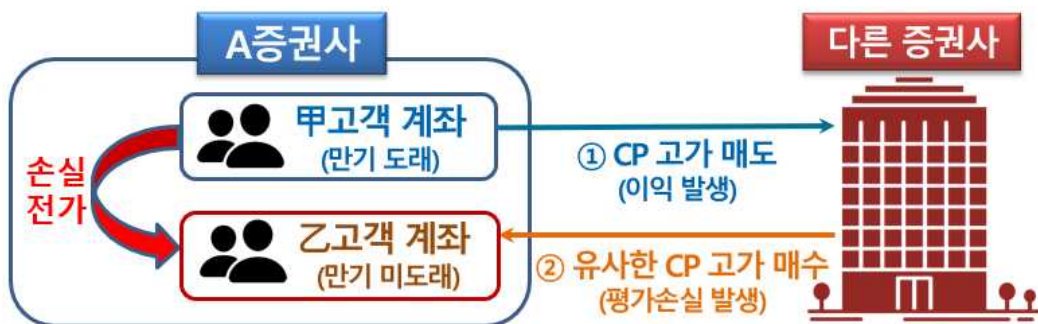 A증권사
다른 증권사
甲고객 계좌
(만기 도래)
① CP 고가 매도
(이익 발생)
손실
전가
乙고객 계좌
(만기 미도래)
② 유사한 CP 고가 매수
(평가손실 발생)